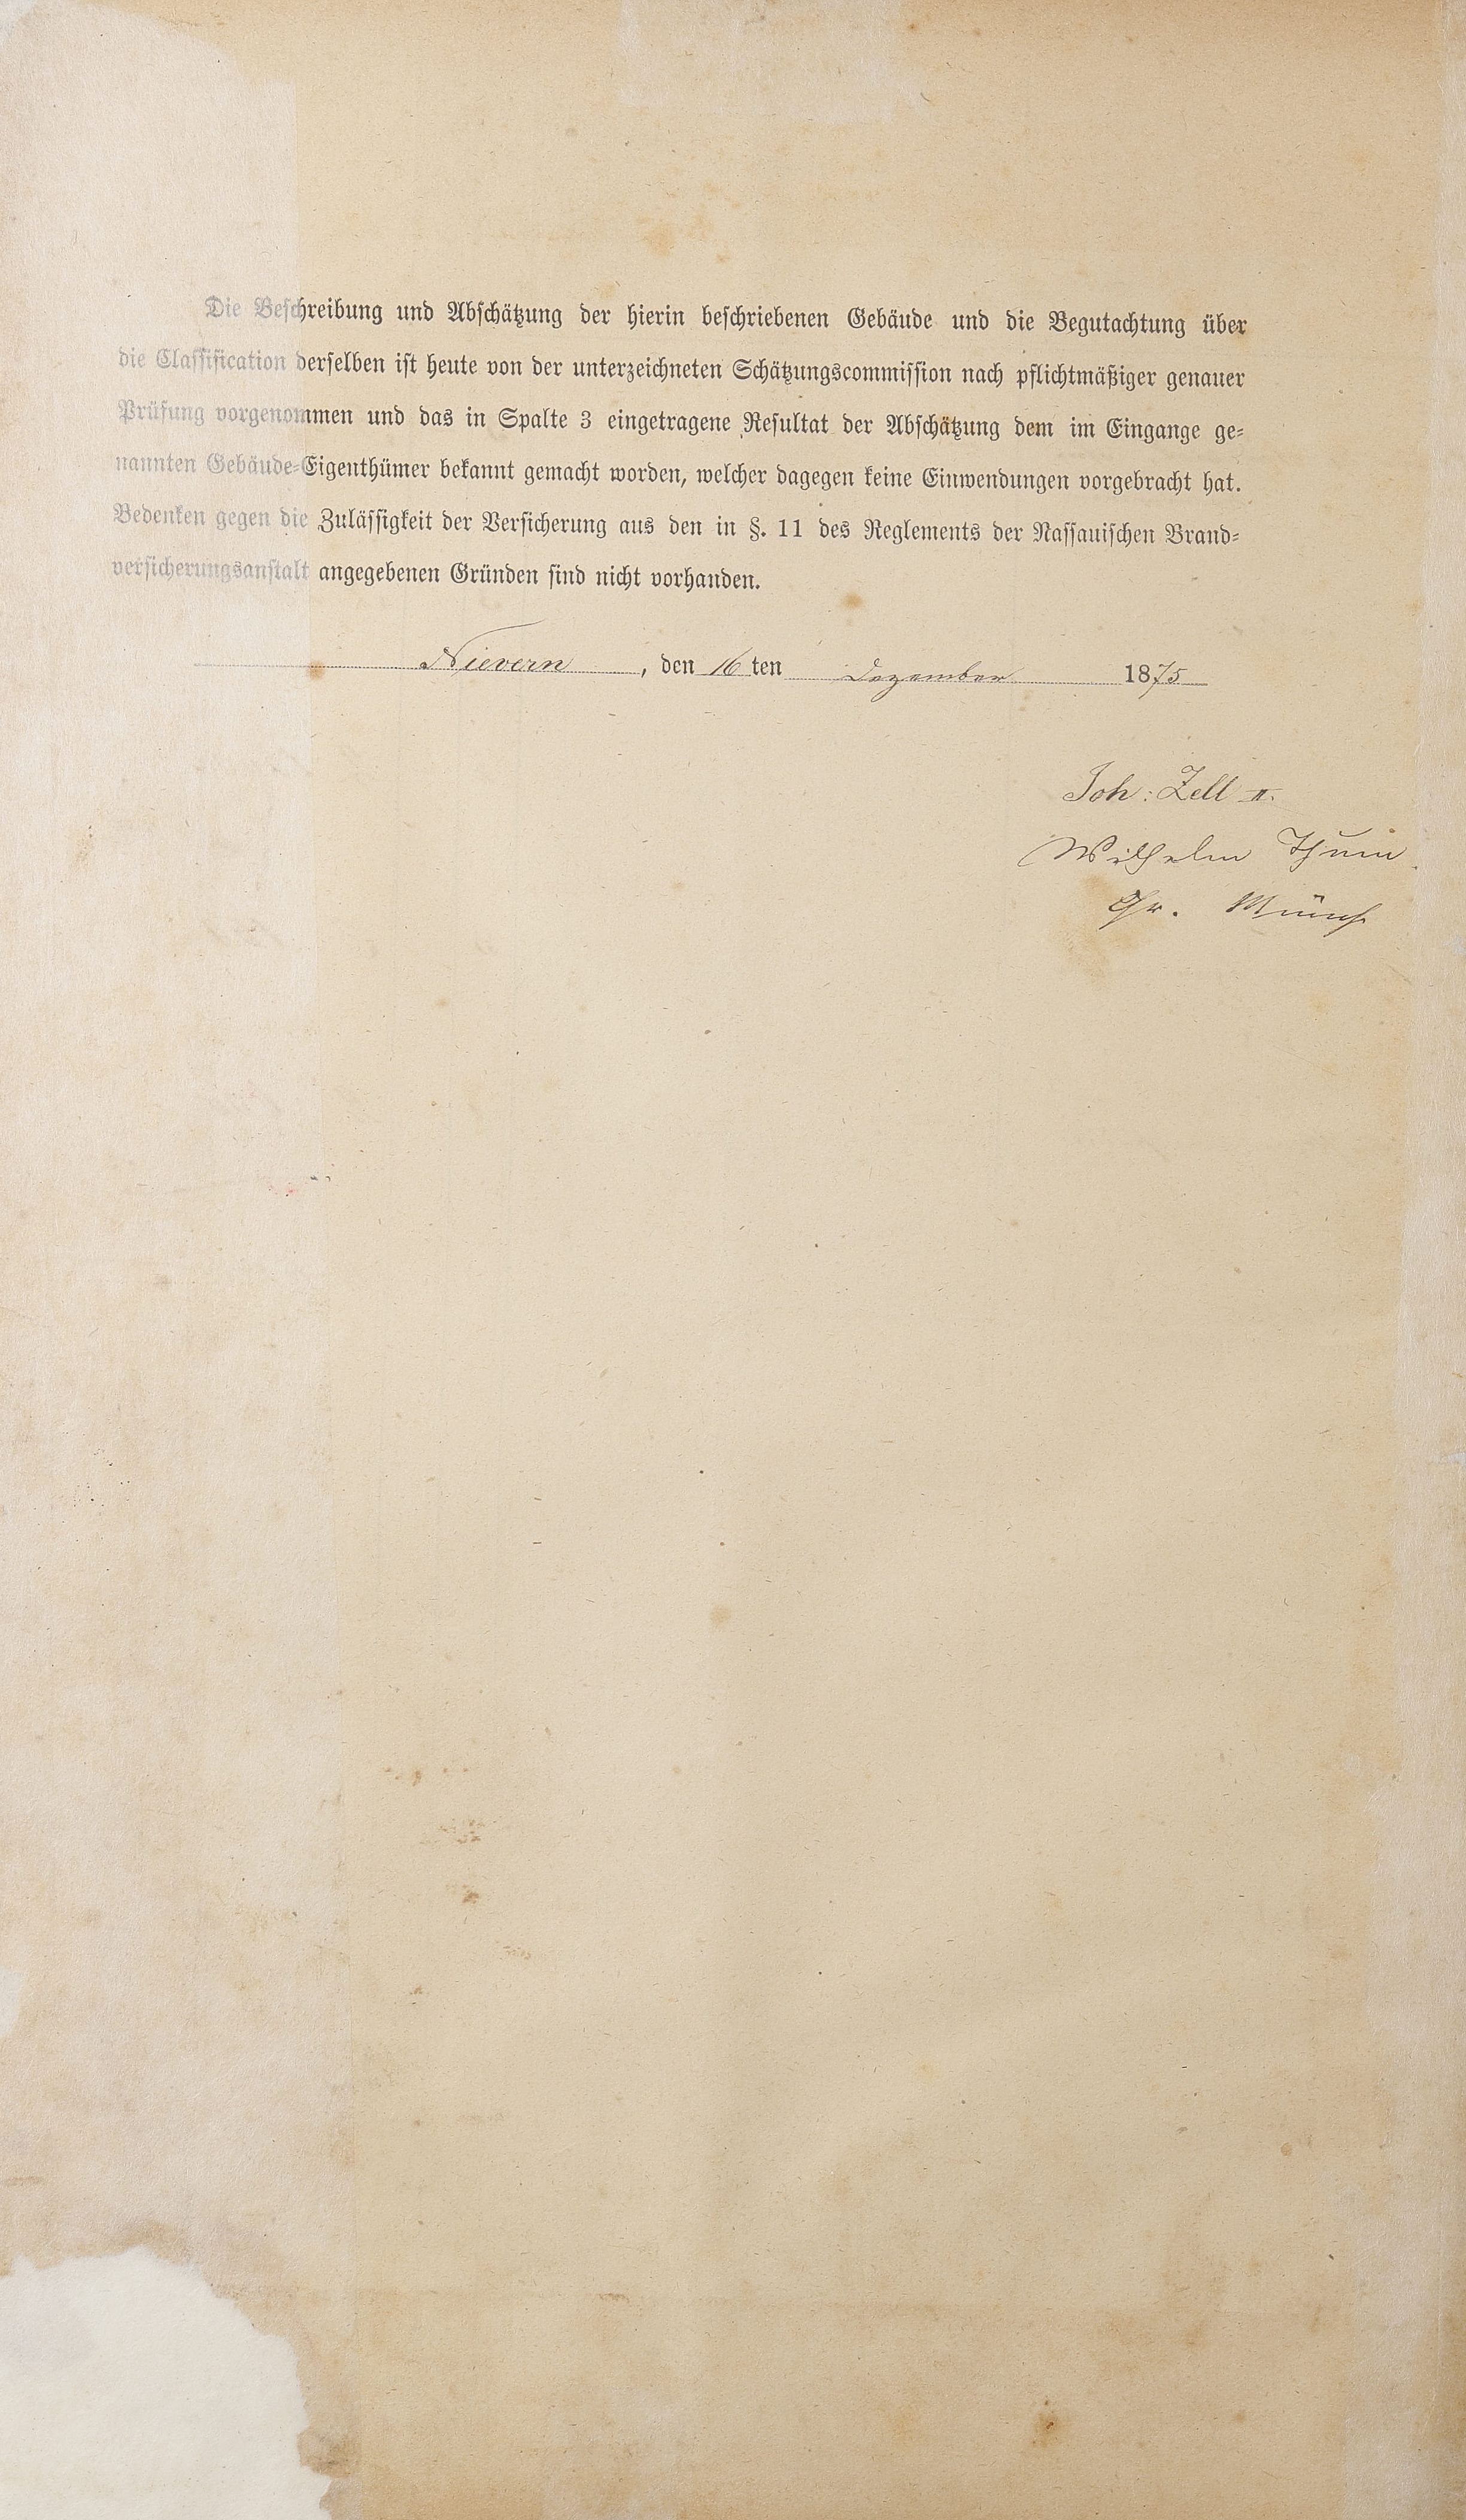 Die Beschreibung und Abschätzung der hierin beschriebenen Gebäude und die Begutachtung über
die Classification derselben ist heute von der unterzeichneten Schätzungscommission nach pflichtmäßiger genauer
Prüfung vorgenommen und das in Spalte 3 eingetragene Resultat der Abschätzung dem im Eingange ge-
nannten Gebäude-Eigenthümer bekannt gemacht worden, welcher dagegen keine Einwendungen vorgebracht hat.
Bedenken gegen die Zulässigkeit der Versicherung aus den in §. 11 des Reglements der Nassauischen Brand-
versicherungsanstalt angegebenen Gründen sind nicht vorhanden.
Nievern, den 16ten Dezember 1875
Joh: Zell II.
Wilhelm
Chr. Münch